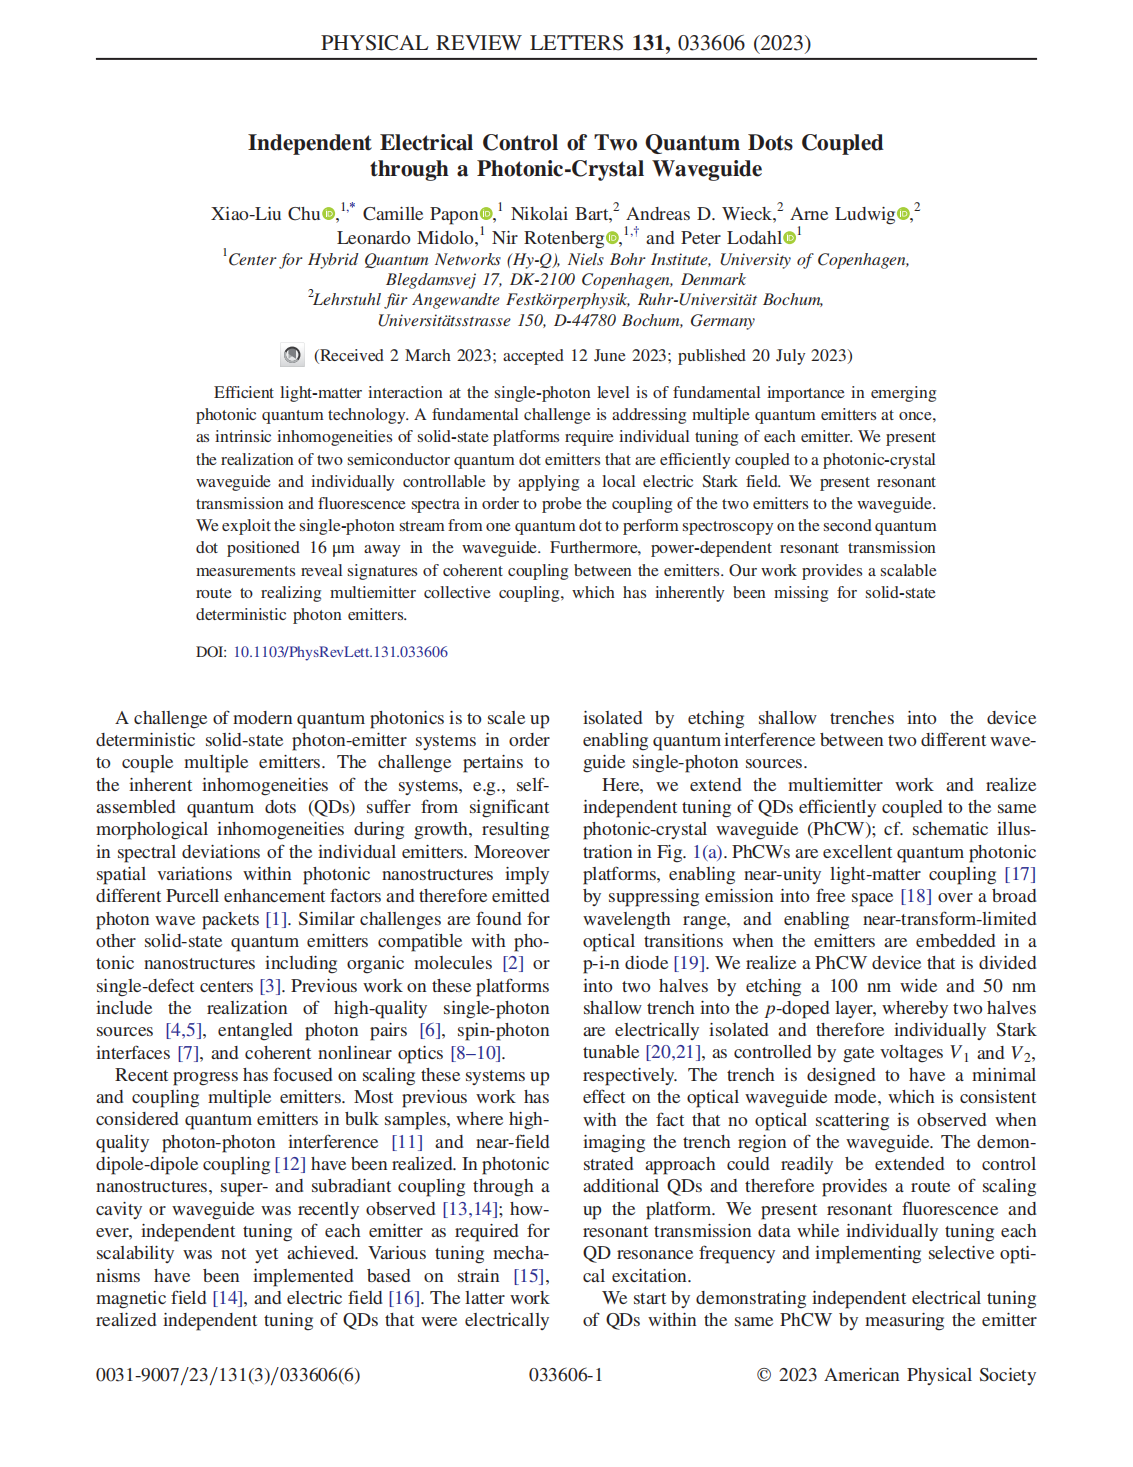 PHYSICAL REVIEW LETTERS 131, 033606 (2023)
Independent Electrical Control of Two Quantum Dots Coupled
through a Photonic-Crystal Waveguide
Xiao-Liu Chu,1,* Camille Papon,1 Nikolai Bart,2 Andreas D. Wieck,2 Arne Ludwig,2
Leonardo Midolo,1 Nir Rotenberg,1,† and Peter Lodahl1
1Center for Hybrid Quantum Networks (Hy-Q), Niels Bohr Institute, University of Copenhagen,
Blegdamsvej 17, DK-2100 Copenhagen, Denmark
2Lehrstuhl für Angewandte Festkörperphysik, Ruhr-Universität Bochum,
Universitätsstrasse 150, D-44780 Bochum, Germany
(Received 2 March 2023; accepted 12 June 2023; published 20 July 2023)
Efficient light-matter interaction at the single-photon level is of fundamental importance in emerging
photonic quantum technology. A fundamental challenge is addressing multiple quantum emitters at once,
as intrinsic inhomogeneities of solid-state platforms require individual tuning of each emitter. We present
the realization of two semiconductor quantum dot emitters that are efficiently coupled to a photonic-crystal
waveguide and individually controllable by applying a local electric Stark field. We present resonant
transmission and fluorescence spectra in order to probe the coupling of the two emitters to the waveguide.
We exploit the single-photon stream from one quantum dot to perform spectroscopy on the second quantum
dot positioned 16 μm away in the waveguide. Furthermore, power-dependent resonant transmission
measurements reveal signatures of coherent coupling between the emitters. Our work provides a scalable
route to realizing multiemitter collective coupling, which has inherently been missing for solid-state
deterministic photon emitters.
DOI: 10.1103/PhysRevLett.131.033606
A challenge of modern quantum photonics is to scale up
deterministic solid-state photon-emitter systems in order
to couple multiple emitters. The challenge pertains to
the inherent inhomogeneities of the systems, e.g., self-
assembled quantum dots (QDs) suffer from significant
morphological inhomogeneities during growth, resulting
in spectral deviations of the individual emitters. Moreover
spatial variations within photonic nanostructures imply
different Purcell enhancement factors and therefore emitted
photon wave packets [1]. Similar challenges are found for
other solid-state quantum emitters compatible with pho-
tonic nanostructures including organic molecules [2] or
single-defect centers [3]. Previous work on these platforms
include the realization of high-quality single-photon
sources [4,5], entangled photon pairs [6], spin-photon
interfaces [7], and coherent nonlinear optics [8–10].
Recent progress has focused on scaling these systems up
and coupling multiple emitters. Most previous work has
considered quantum emitters in bulk samples, where high-
quality photon-photon interference [11] and near-field
dipole-dipole coupling [12] have been realized. In photonic
nanostructures, super- and subradiant coupling through a
cavity or waveguide was recently observed [13,14]; how-
ever, independent tuning of each emitter as required for
scalability was not yet achieved. Various tuning mecha-
nisms have been implemented based on strain [15],
magnetic field [14], and electric field [16]. The latter work
realized independent tuning of QDs that were electrically
isolated by etching shallow trenches into the device
enabling quantum interference between two different wave-
guide single-photon sources.
Here, we extend the multiemitter work and realize
independent tuning of QDs efficiently coupled to the same
photonic-crystal waveguide (PhCW); cf. schematic illus-
tration in Fig. 1(a). PhCWs are excellent quantum photonic
platforms, enabling near-unity light-matter coupling [17]
by suppressing emission into free space [18] over a broad
wavelength range, and enabling near-transform-limited
optical transitions when the emitters are embedded in a
p-i-n diode [19]. We realize a PhCW device that is divided
into two halves by etching a 100 nm wide and 50 nm
shallow trench into the p-doped layer, whereby two halves
are electrically isolated and therefore individually Stark
tunable [20,21], as controlled by gate voltages V1 and V2,
respectively. The trench is designed to have a minimal
effect on the optical waveguide mode, which is consistent
with the fact that no optical scattering is observed when
imaging the trench region of the waveguide. The demon-
strated approach could readily be extended to control
additional QDs and therefore provides a route of scaling
up the platform. We present resonant fluorescence and
resonant transmission data while individually tuning each
QD resonance frequency and implementing selective opti-
cal excitation.
We start by demonstrating independent electrical tuning
of QDs within the same PhCW by measuring the emitter
0031-9007/23/131(3)/033606(6)
033606-1
© 2023 American Physical Society